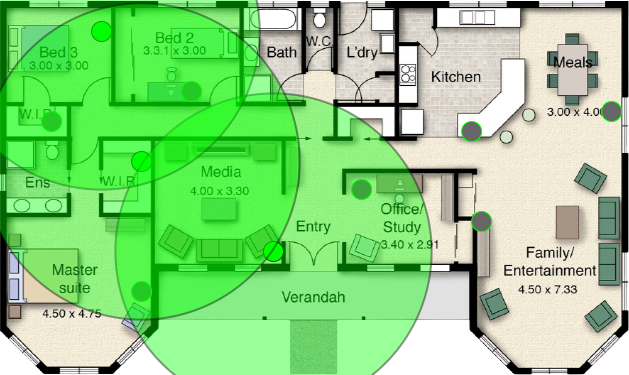 Bed 3
3.00 x 3.00
Bed 2
3.3.1 x 3.00
Bath
W.C.
L'dry
Kitchen
Meals
3.00 x 4.00
W.I.R
Ens
W.I.R
Media
4.00 x 3.30
Entry
Office/
Study
3.40 x 2.91
Master
suite
4.50 x 4.75
Verandah
Family/
Entertainment
4.50 x 7.33